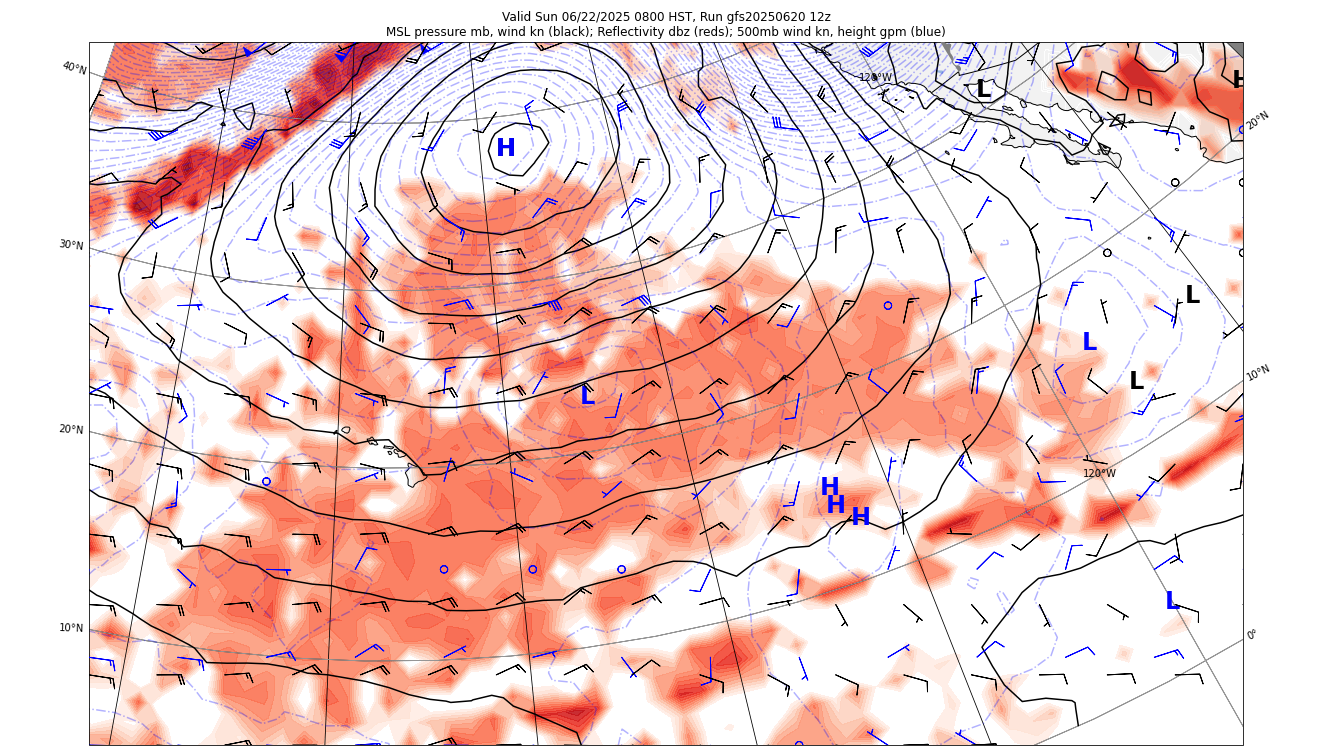 Valid Sun 06/22/2025 0800 HST, Run gfs20250620 12z
MSL pressure mb, wind kn (black); Reflectivity dbz (reds); 500mb wind kn, height gpm (blue)
40°N
120°W
L
H
20°N
H
30°N
L
L
10°N
L
L
20°N
120°W
H
H
H
L
10°N
0°